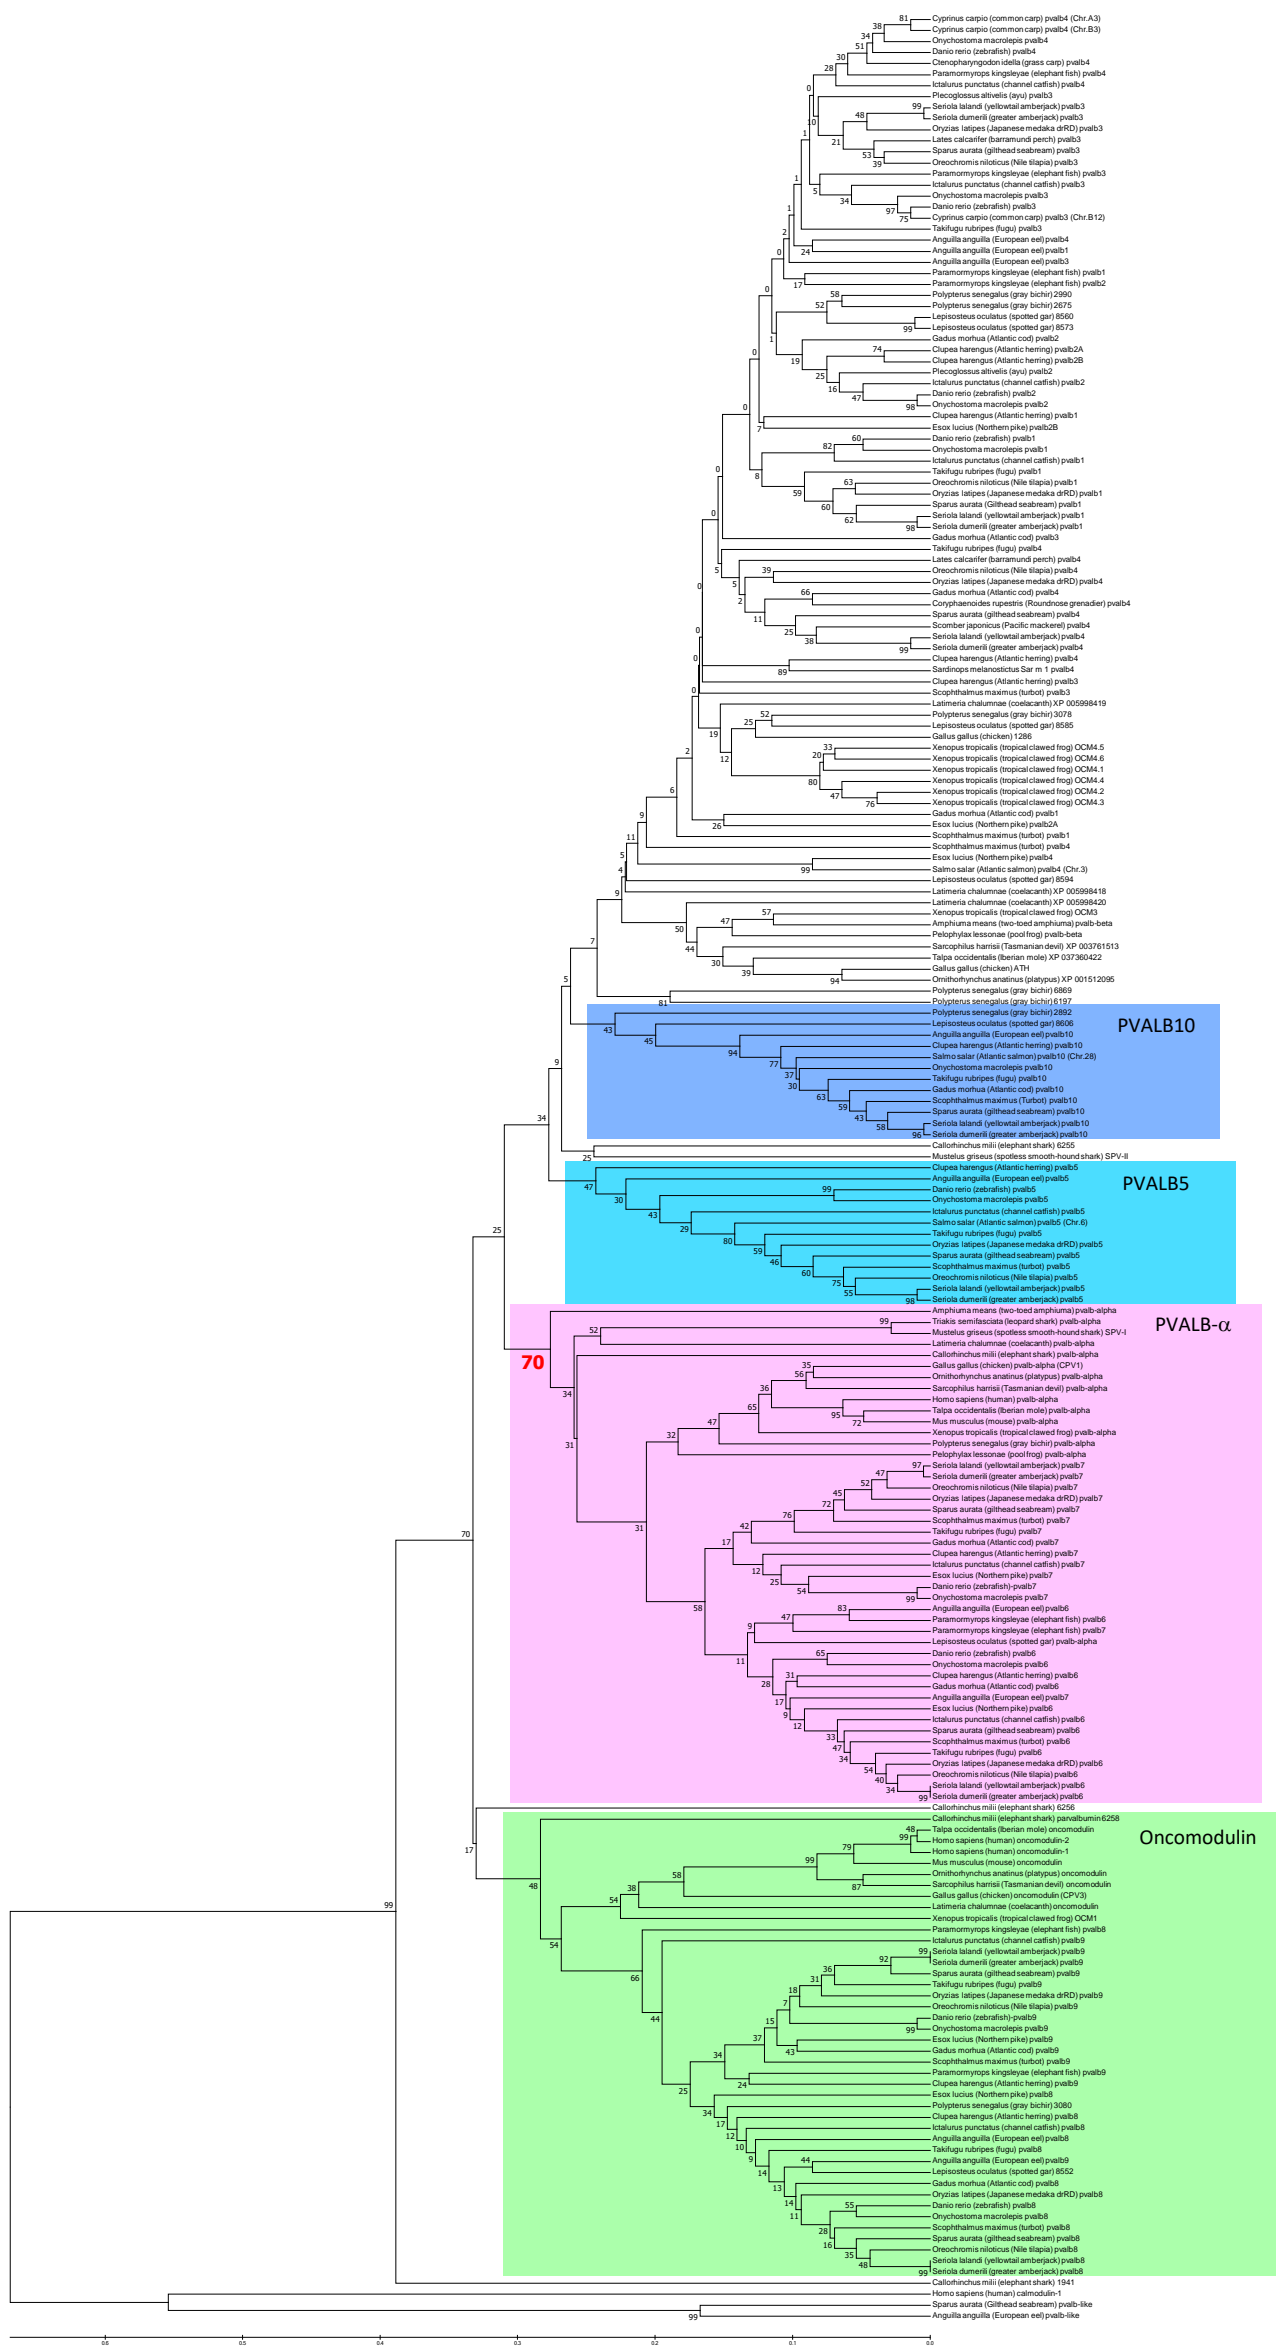 Cyprinus carpio (common carp) pvalb4 (Chr.A3)
Cyprinus carpio (common carp) pvalb4 (Chr.B3)
Onychostoma macrolepis pvalb4
Danio rerio (zebrafish) pvalb4
Ctenopharyngodon idella (grass carp) pvalb4
Paramormyrops kingsleyae (elephant fish) pvalb4
Ictalurus punctatus (channel catfish) pvalb4
Plecoglossus altivelis (ayu) pvalb3
Seriola lalandi (yellowtail amberjack) pvalb3
Seriola dumerili (greater amberjack) pvalb3
Oryzias latipes (Japanese medaka drRD) pvalb3
Lates calcarifer (barramundi perch) pvalb3
Sparus aurata (gilthead seabream) pvalb3
Oreochromis niloticus (Nile tilapia) pvalb3
Paramormyrops kingsleyae (elephant fish) pvalb3
Ictalurus punctatus (channel catfish) pvalb3
Onychostoma macrolepis pvalb3
Danio rerio (zebrafish) pvalb3
Cyprinus carpio (common carp) pvalb3 (Chr.B12)
Takifugu rubripes (fugu) pvalb3
Anguilla anguilla (European eel) pvalb4
Anguilla anguilla (European eel) pvalb1
Anguilla anguilla (European eel) pvalb3
Paramormyrops kingsleyae (elephant fish) pvalb1
Paramormyrops kingsleyae (elephant fish) pvalb2
Polypterus senegalus (gray bichir) 2990
Polypterus senegalus (gray bichir) 2675
Lepisosteus oculatus (spotted gar) 8560
Lepisosteus oculatus (spotted gar) 8573
Gadus morhua (Atlantic cod) pvalb2
Clupea harengus (Atlantic herring) pvalb2A
Clupea harengus (Atlantic herring) pvalb2B
Plecoglossus altivelis (ayu) pvalb2
Ictalurus punctatus (channel catfish) pvalb2
Danio rerio (zebrafish) pvalb2
Onychostoma macrolepis pvalb2
Clupea harengus (Atlantic herring) pvalb1
Esox lucius (Northern pike) pvalb2B
Danio rerio (zebrafish) pvalb1
Onychostoma macrolepis pvalb1
Ictalurus punctatus (channel catfish) pvalb1
Takifugu rubripes (fugu) pvalb1
Oreochromis niloticus (Nile tilapia) pvalb1
Oryzias latipes (Japanese medaka drRD) pvalb1
Sparus aurata (Gilthead seabream) pvalb1
Seriola lalandi (yellowtail amberjack) pvalb1
Seriola dumerili (greater amberjack) pvalb1
Gadus morhua (Atlantic cod) pvalb3
Takifugu rubripes (fugu) pvalb4
Lates calcarifer (barramundi perch) pvalb4
Oreochromis niloticus (Nile tilapia) pvalb4
Oryzias latipes (Japanese medaka drRD) pvalb4
Gadus morhua (Atlantic cod) pvalb4
Coryphaenoides rupestris (Roundnose grenadier) pvalb4
Sparus aurata (gilthead seabream) pvalb4
Scomber japonicus (Pacific mackerel) pvalb4
Seriola lalandi (yellowtail amberjack) pvalb4
Seriola dumerili (greater amberjack) pvalb4
Clupea harengus (Atlantic herring) pvalb4
Sardinops melanostictus Sar m 1 pvalb4
Clupea harengus (Atlantic herring) pvalb3
Scophthalmus maximus (turbot) pvalb3
Latimeria chalumnae (coelacanth) XP 005998419
Polypterus senegalus (gray bichir) 3078
Lepisosteus oculatus (spotted gar) 8585
Gallus gallus (chicken) 1286
Xenopus tropicalis (tropical clawed frog) OCM4.5
Xenopus tropicalis (tropical clawed frog) OCM4.6
Xenopus tropicalis (tropical clawed frog) OCM4.1
Xenopus tropicalis (tropical clawed frog) OCM4.4
Xenopus tropicalis (tropical clawed frog) OCM4.2
Xenopus tropicalis (tropical clawed frog) OCM4.3
Gadus morhua (Atlantic cod) pvalb1
Esox lucius (Northern pike) pvalb2A
Scophthalmus maximus (turbot) pvalb1
Scophthalmus maximus (turbot) pvalb4
Esox lucius (Northern pike) pvalb4
Salmo salar (Atlantic salmon) pvalb4 (Chr.3)
Lepisosteus oculatus (spotted gar) 8594
Latimeria chalumnae (coelacanth) XP 005998418
Latimeria chalumnae (coelacanth) XP 005998420
Xenopus tropicalis (tropical clawed frog) OCM3
Amphiuma means (two-toed amphiuma) pvalb-beta
Pelophylax lessonae (pool frog) pvalb-beta
Sarcophilus harrisii (Tasmanian devil) XP 003761513
Talpa occidentalis (Iberian mole) XP 037360422
Gallus gallus (chicken) ATH
Ornithorhynchus anatinus (platypus) XP 001512095
Polypterus senegalus (gray bichir) 6869
Polypterus senegalus (gray bichir) 6197
PVALB10
Polypterus senegalus (gray bichir) 2892
Lepisosteus oculatus (spotted gar) 8606
Anguilla anguilla (European eel) pvalb10
Clupea harengus (Atlantic herring) pvalb10
Salmo salar (Atlantic salmon) pvalb10 (Chr.28)
Onychostoma macrolepis pvalb10
Takifugu rubripes (fugu) pvalb10
Gadus morhua (Atlantic cod) pvalb10
Scophthalmus maximus (Turbot) pvalb10
Sparus aurata (gilthead seabream) pvalb10
Seriola lalandi (yellowtail amberjack) pvalb10
Seriola dumerili (greater amberjack) pvalb10
Callorhinchus milii (elephant shark) 6255
Mustelus griseus (spotless smooth-hound shark) SPV-II
PVALB5
Clupea harengus (Atlantic herring) pvalb5
Anguilla anguilla (European eel) pvalb5
Danio rerio (zebrafish) pvalb5
Onychostoma macrolepis pvalb5
Ictalurus punctatus (channel catfish) pvalb5
Salmo salar (Atlantic salmon) pvalb5 (Chr.6)
Takifugu rubripes (fugu) pvalb5
Oryzias latipes (Japanese medaka drRD) pvalb5
Sparus aurata (gilthead seabream) pvalb5
Scophthalmus maximus (turbot) pvalb5
Oreochromis niloticus (Nile tilapia) pvalb5
Seriola lalandi (yellowtail amberjack) pvalb5
Seriola dumerili (greater amberjack) pvalb5
PVALB-α
70
Amphiuma means (two-toed amphiuma) pvalb-alpha
Triakis semifasciata (leopard shark) pvalb-alpha
Mustelus griseus (spotless smooth-hound shark) SPV-I
Latimeria chalumnae (coelacanth) pvalb-alpha
Callorhinchus milii (elephant shark) pvalb-alpha
Gallus gallus (chicken) pvalb-alpha (CPV1)
Ornithorhynchus anatinus (platypus) pvalb-alpha
Sarcophilus harrisii (Tasmanian devil) pvalb-alpha
Homo sapiens (human) pvalb-alpha
Talpa occidentalis (Iberian mole) pvalb-alpha
Mus musculus (mouse) pvalb-alpha
Xenopus tropicalis (tropical clawed frog) pvalb-alpha
Polypterus senegalus (gray bichir) pvalb-alpha
Pelophylax lessonae (pool frog) pvalb-alpha
Seriola lalandi (yellowtail amberjack) pvalb7
Seriola dumerili (greater amberjack) pvalb7
Oreochromis niloticus (Nile tilapia) pvalb7
Oryzias latipes (Japanese medaka drRD) pvalb7
Sparus aurata (gilthead seabream) pvalb7
Scophthalmus maximus (turbot) pvalb7
Takifugu rubripes (fugu) pvalb7
Gadus morhua (Atlantic cod) pvalb7
Clupea harengus (Atlantic herring) pvalb7
Ictalurus punctatus (channel catfish) pvalb7
Esox lucius (Northern pike) pvalb7
Danio rerio (zebrafish)-pvalb7
Onychostoma macrolepis pvalb7
Anguilla anguilla (European eel) pvalb6
Paramormyrops kingsleyae (elephant fish) pvalb6
Paramormyrops kingsleyae (elephant fish) pvalb7
Lepisosteus oculatus (spotted gar) pvalb-alpha
Danio rerio (zebrafish) pvalb6
Onychostoma macrolepis pvalb6
Clupea harengus (Atlantic herring) pvalb6
Gadus morhua (Atlantic cod) pvalb6
Anguilla anguilla (European eel) pvalb7
Esox lucius (Northern pike) pvalb6
Ictalurus punctatus (channel catfish) pvalb6
Sparus aurata (gilthead seabream) pvalb6
Scophthalmus maximus (turbot) pvalb6
Takifugu rubripes (fugu) pvalb6
Oryzias latipes (Japanese medaka drRD) pvalb6
Oreochromis niloticus (Nile tilapia) pvalb6
Seriola lalandi (yellowtail amberjack) pvalb6
Seriola dumerili (greater amberjack) pvalb6
Callorhinchus milii (elephant shark) 6256
Oncomodulin
Callorhinchus milii (elephant shark) parvalbumin 6258
Talpa occidentalis (Iberian mole) oncomodulin
Homo sapiens (human) oncomodulin-2
Homo sapiens (human) oncomodulin-1
Mus musculus (mouse) oncomodulin
Ornithorhynchus anatinus (platypus) oncomodulin
Sarcophilus harrisii (Tasmanian devil) oncomodulin
Gallus gallus (chicken) oncomodulin (CPV3)
Latimeria chalumnae (coelacanth) oncomodulin
Xenopus tropicalis (tropical clawed frog) OCM1
Paramormyrops kingsleyae (elephant fish) pvalb8
Ictalurus punctatus (channel catfish) pvalb9
Seriola lalandi (yellowtail amberjack) pvalb9
Seriola dumerili (greater amberjack) pvalb9
Sparus aurata (gilthead seabream) pvalb9
Takifugu rubripes (fugu) pvalb9
Oryzias latipes (Japanese medaka drRD) pvalb9
Oreochromis niloticus (Nile tilapia) pvalb9
Danio rerio (zebrafish)-pvalb9
Onychostoma macrolepis pvalb9
Esox lucius (Northern pike) pvalb9
Gadus morhua (Atlantic cod) pvalb9
Scophthalmus maximus (turbot) pvalb9
Paramormyrops kingsleyae (elephant fish) pvalb9
Clupea harengus (Atlantic herring) pvalb9
Esox lucius (Northern pike) pvalb8
Polypterus senegalus (gray bichir) 3080
Clupea harengus (Atlantic herring) pvalb8
Ictalurus punctatus (channel catfish) pvalb8
Anguilla anguilla (European eel) pvalb8
Takifugu rubripes (fugu) pvalb8
Anguilla anguilla (European eel) pvalb9
Lepisosteus oculatus (spotted gar) 8552
Gadus morhua (Atlantic cod) pvalb8
Oryzias latipes (Japanese medaka drRD) pvalb8
Danio rerio (zebrafish) pvalb8
Onychostoma macrolepis pvalb8
Scophthalmus maximus (turbot) pvalb8
Sparus aurata (gilthead seabream) pvalb8
Oreochromis niloticus (Nile tilapia) pvalb8
Seriola lalandi (yellowtail amberjack) pvalb8
Seriola dumerili (greater amberjack) pvalb8
Callorhinchus milii (elephant shark) 1941
Homo sapiens (human) calmodulin-1
Sparus aurata (Gilthead seabream) pvalb-like
Anguilla anguilla (European eel) pvalb-like
0.6 0.5 0.4 0.3 0.2 0.1 0.0